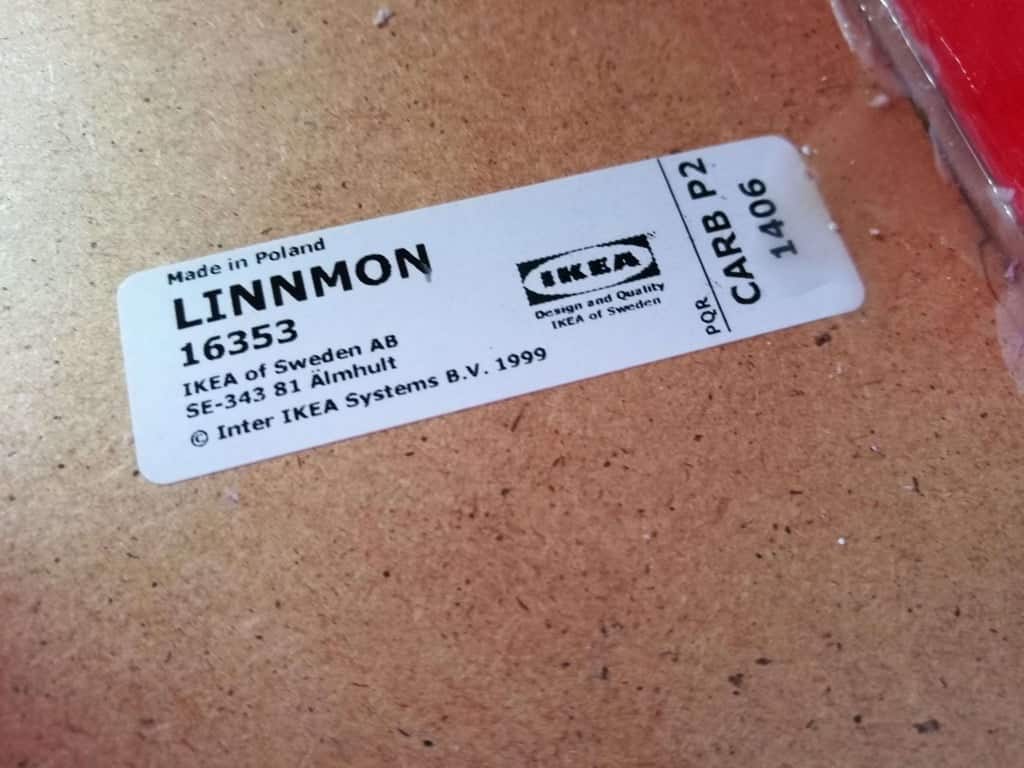 Made in Poland
LINNMON
16353
IKEA of Sweden AB
SE-343 81 Älmhult
© Inter IKEA Systems B.V. 1999
IKEA
Design and Quality
IKEA of Sweden
PQR
CARB P2
1406